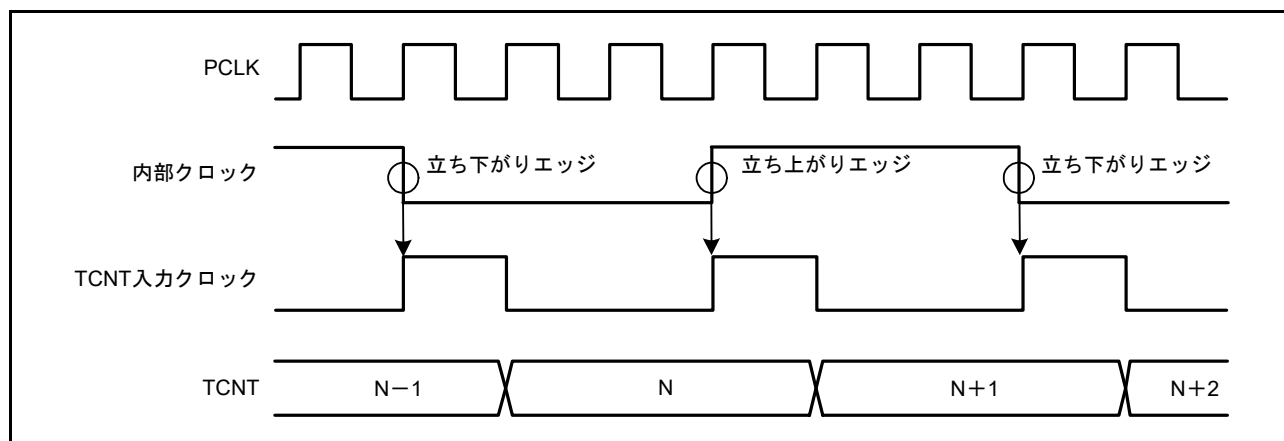 PCLK
内部クロック
立ち下がりエッジ
立ち上がりエッジ
立ち下がりエッジ
TCNT入力クロック
TCNT
N－1
N
N＋1
N＋2